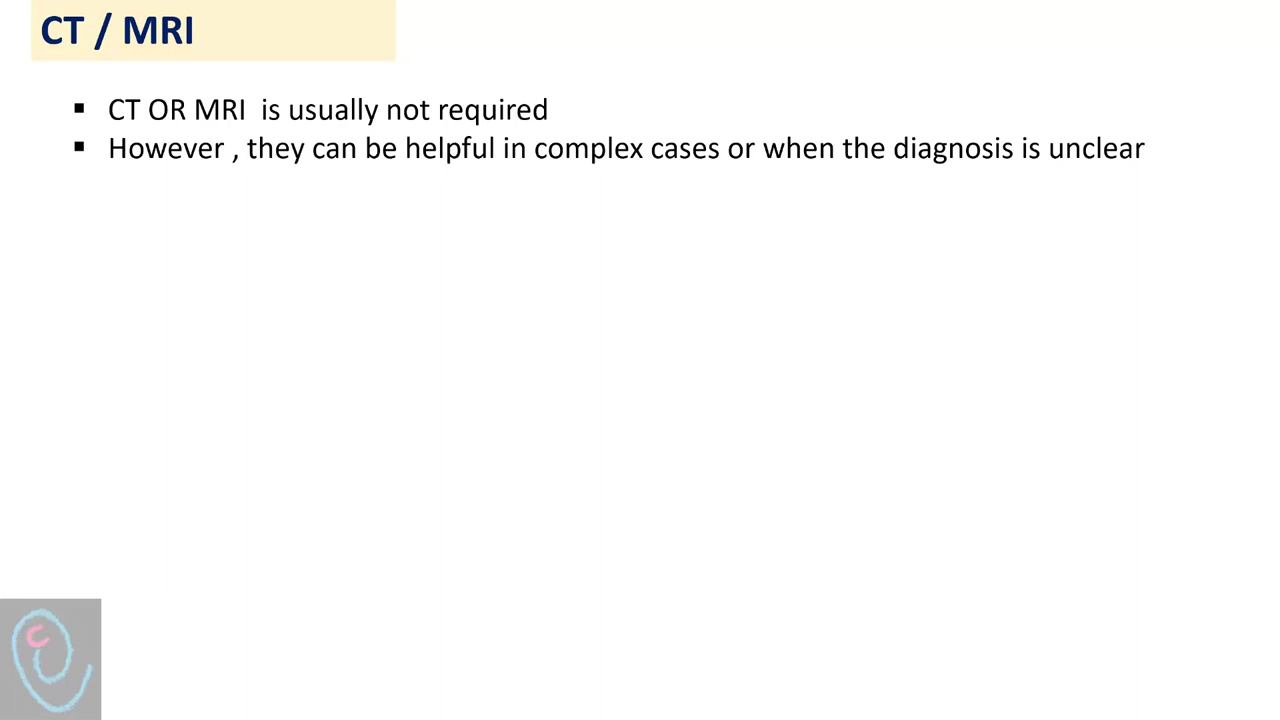 CT / MRI
CT OR MRI is usually not required
However , they can be helpful in complex cases or when the diagnosis is unclear